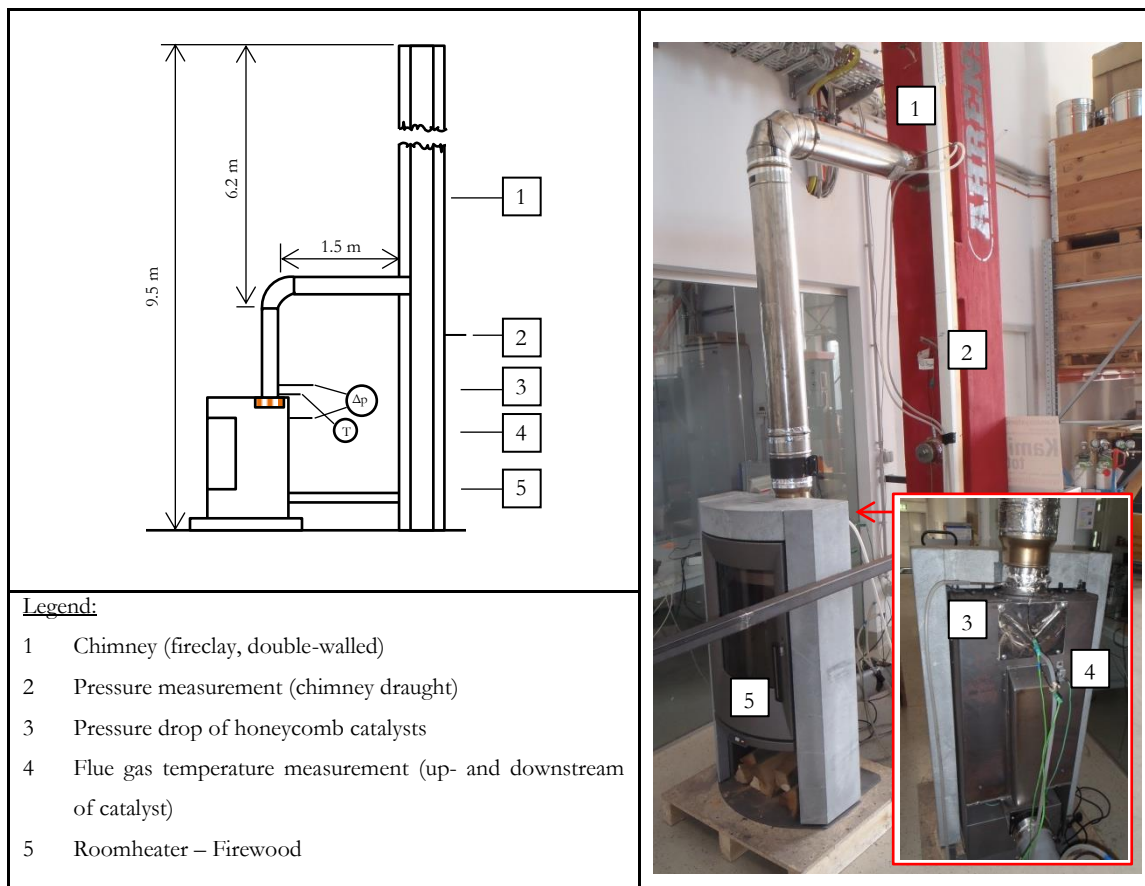 9.5 m
6.2 m
1.5 m
1
2
3
4
5
Δp
T
Legend:
1 Chimney (fireclay, double-walled)
2 Pressure measurement (chimney draught)
3 Pressure drop of honeycomb catalysts
4 Flue gas temperature measurement (up- and downstream
of catalyst)
5 Roomheater – Firewood
1
AHRENS
2
Kami
3
4
5